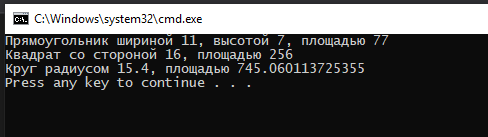 C:\Windows\system32\cmd.exe
Прямоугольник шириной 11, высотой 7, площадью 77
Квадрат со стороной 16, площадью 256
Круг радиусом 15.4, площадью 745.060113725355
Press any key to continue . . .